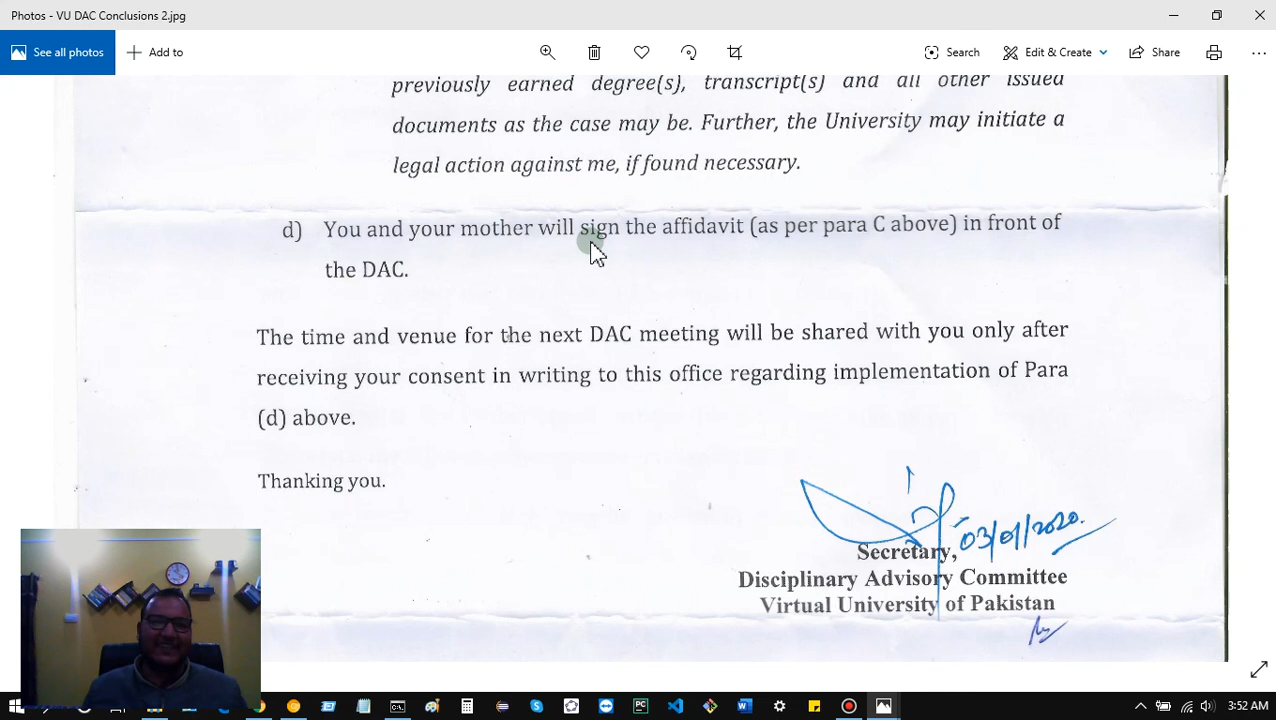 Photos - VU DAC Conclusions 2.jpg
See all photos
Add to
Search
Edit & Create
Share
previously earned degree(s), transcript(s) and all other issued
documents as the case may be. Further, the University may initiate a
legal action against me, if found necessary.
d) You and your mother will sign the affidavit (as per para C above) in front of
the DAC.
The time and venue for the next DAC meeting will be shared with you only after
receiving your consent in writing to this office regarding implementation of Para
(d) above.
Thanking you.
03/01/2020.
Secretary,
Disciplinary Advisory Committee
Virtual University of Pakistan
3:52 AM